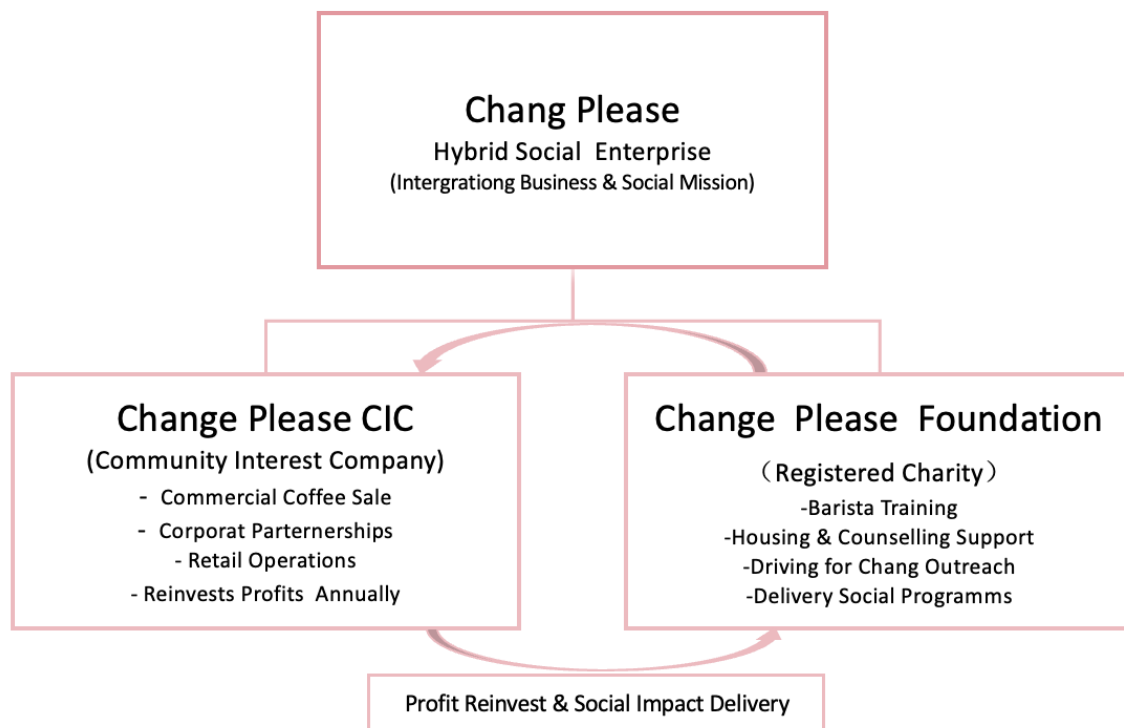 Chang Please
Hybrid Social Enterprise
(Intergrationg Business & Social Mission)
Change Please CIC
(Community Interest Company)
- Commercial Coffee Sale
- Corporat Parternerships
- Retail Operations
- Reinvests Profits Annually
Change Please Foundation
（Registered Charity）
-Barista Training
-Housing & Counselling Support
-Driving for Chang Outreach
-Delivery Social Programms
Profit Reinvest & Social Impact Delivery